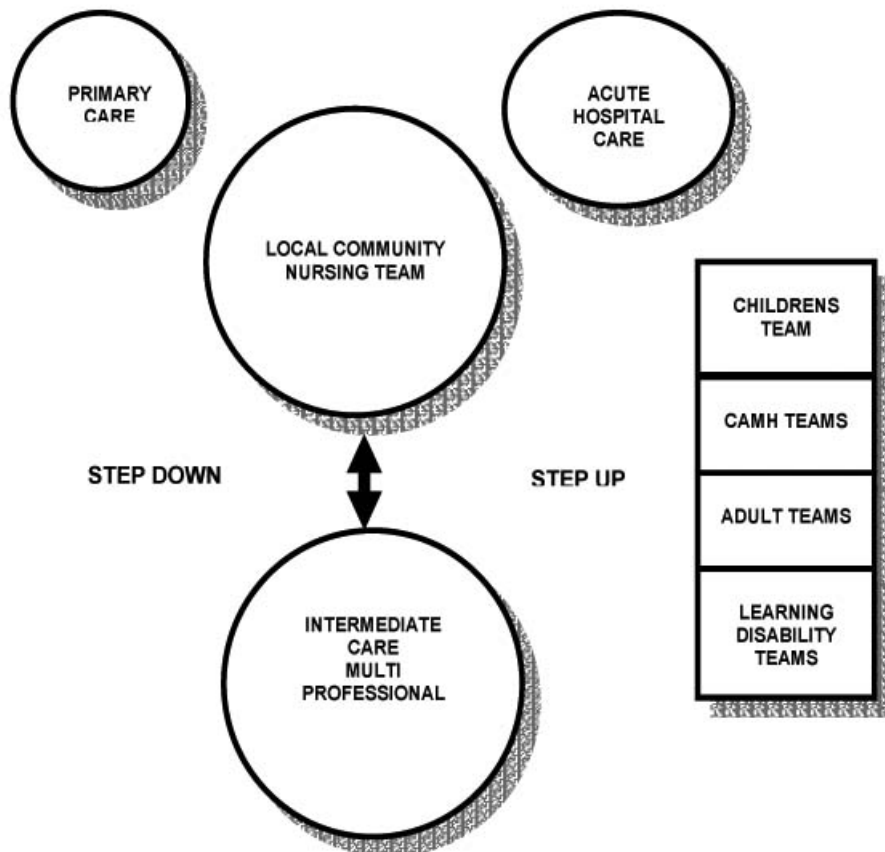 PRIMARY
CARE
ACUTE
HOSPITAL
CARE
LOCAL COMMUNITY
NURSING TEAM
CHILDRENS
TEAM
CAMH TEAMS
STEP DOWN
STEP UP
ADULT TEAMS
LEARNING
DISABILITY
TEAMS
INTERMEDIATE
CARE
MULTI
PROFESSIONAL